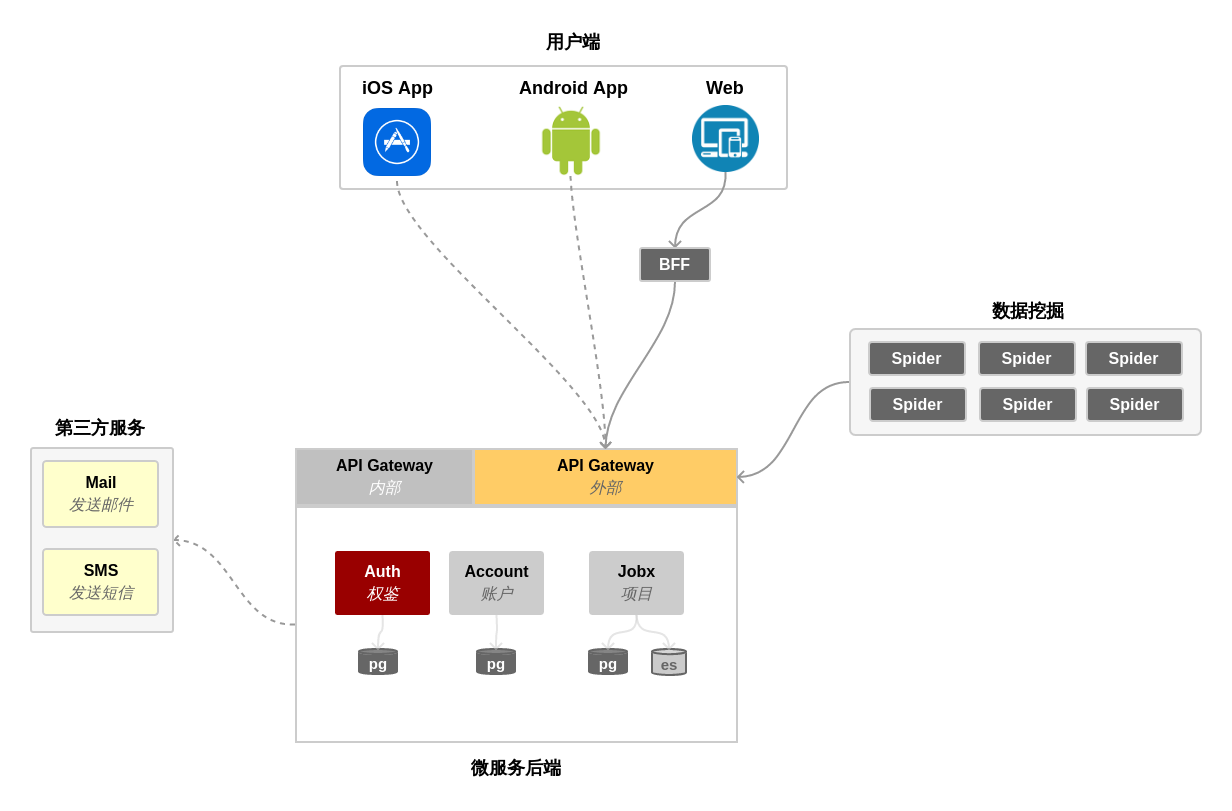 用户端
iOS App
Android App
Web
BFF
数据挖掘
Spider
Spider
Spider
Spider
Spider
Spider
第三方服务
Mail
发送邮件
SMS
发送短信
API Gateway
内部
API Gateway
外部
Auth
权鉴
Account
账户
Jobx
项目
pg
pg
pg
es
微服务后端